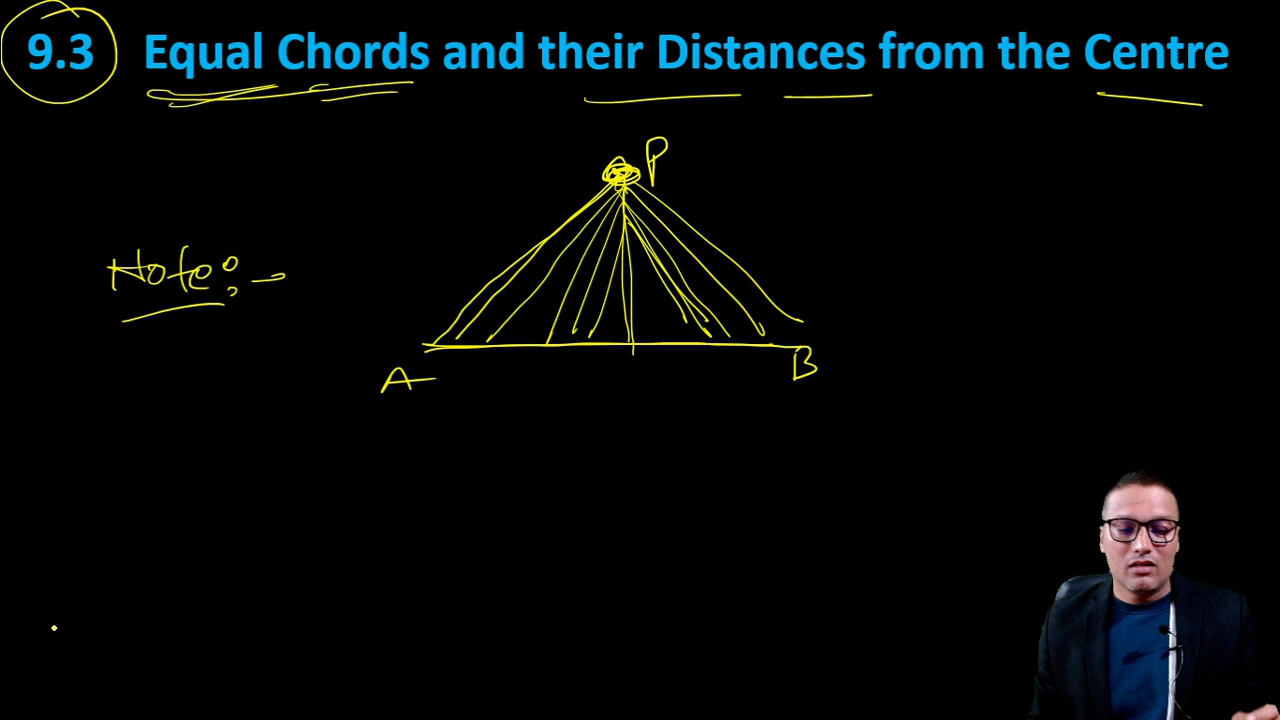 9.3 Equal Chords and their Distances from the Centre
P
Note:-
A B